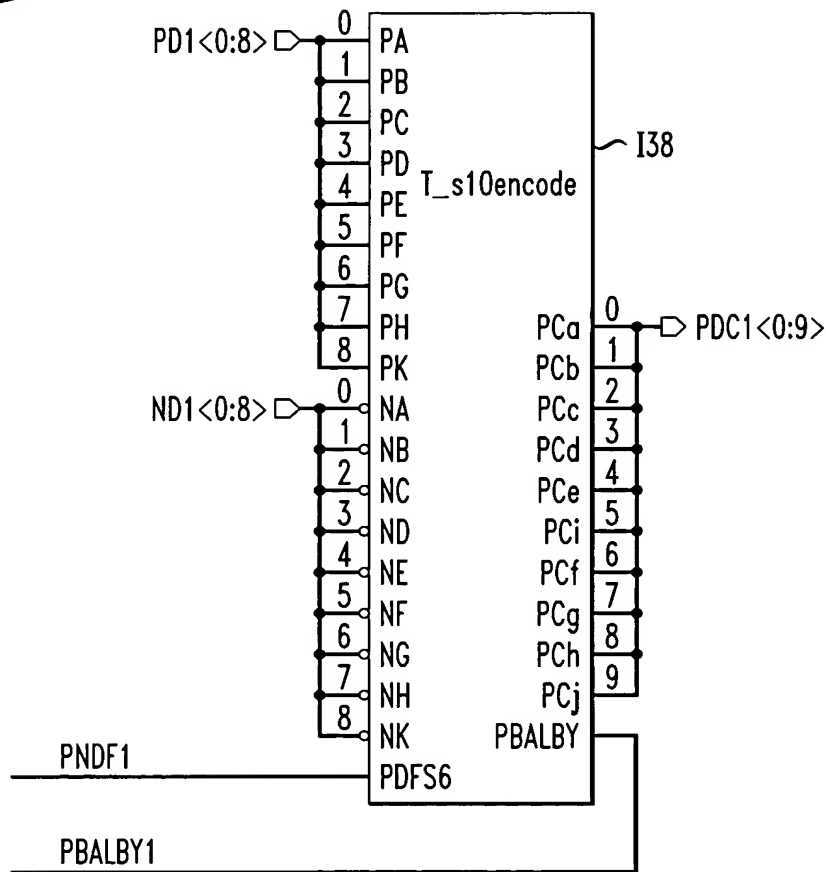 PD1<0:8> 0 PA
1 PB
2 PC
3 PD
4 PE
5 PF
6 PG
7 PH
8 PK
T_s10encode
I38
ND1<0:8> 0 NA
1 NB
2 NC
3 ND
4 NE
5 NF
6 NG
7 NH
8 NK
PNDF1 PDFS6
PCa 0 PDC1<0:9>
PCb 1
PCc 2
PCd 3
PCe 4
PCi 5
PCf 6
PCg 7
PCh 8
PCj 9
PBALBY
PBALBY1